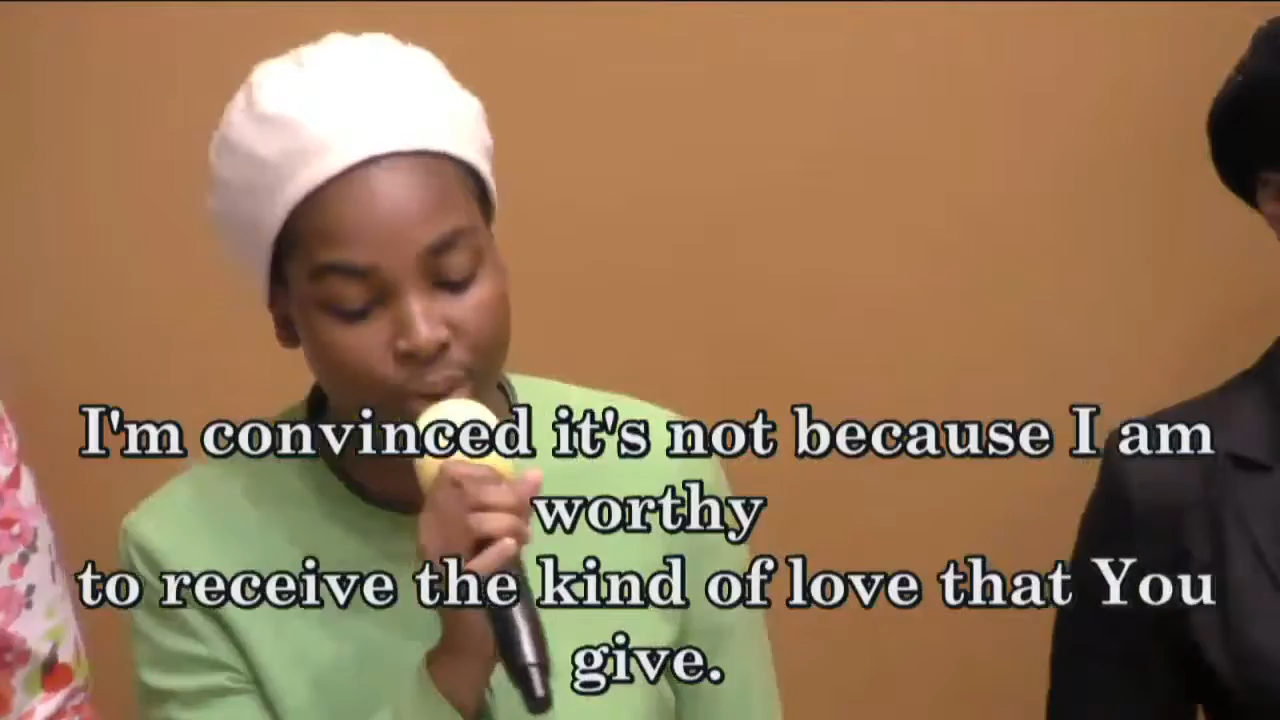 I'm convinced it's not because I am
worthy
to receive the kind of love that You
give.